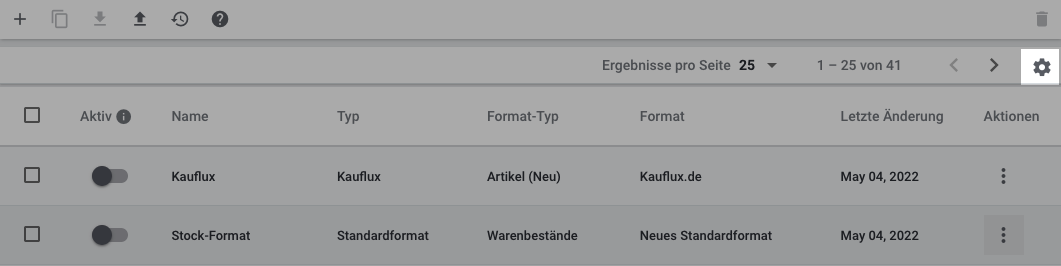 Ergebnisse pro Seite 25 1 – 25 von 41
Aktiv Name Typ Format-Typ Format Letzte Änderung Aktionen
Kauflux Kauflux Artikel (Neu) Kauflux.de May 04, 2022
Stock-Format Standardformat Warenbestände Neues Standardformat May 04, 2022